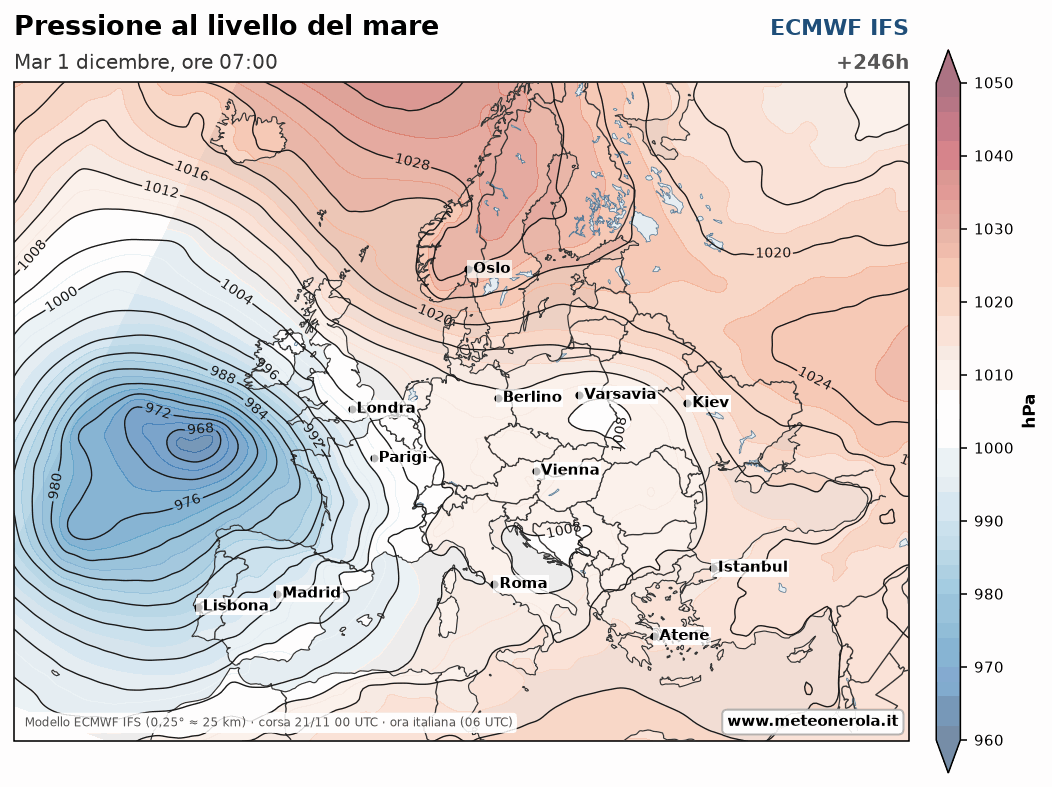 Pressione al livello del mare
ECMWF IFS
Mar 1 dicembre, ore 07:00
+246h
1028
1016
1012
1008
1020
Oslo
1004
1000
1020
1024
996
988
984
972
968
992
980
976
Londra
Berlino
Varsavia
Kiev
1008
Parigi
Vienna
1008
Roma
Istanbul
Madrid
Lisbona
Atene
Modello ECMWF IFS (0,25° ≈ 25 km) · corsa 21/11 00 UTC · ora italiana (06 UTC)
www.meteonerola.it
1050
1040
1030
1020
1010
1000
990
980
970
960
hPa